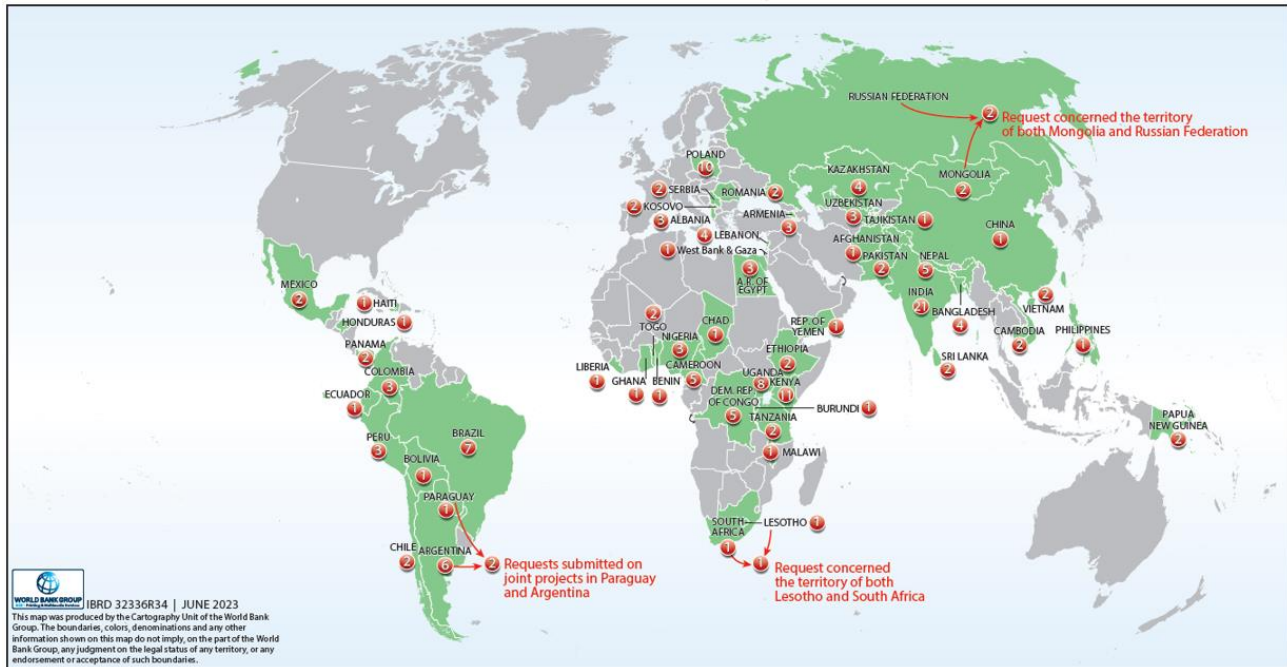 RUSSIAN FEDERATION
2
Request concerned the territory
of both Mongolia and Russian Federation
POLAND
10
KAZAKHSTAN
4
MONGOLIA
2
2
SERBIA
ROMANIA
2
UZBEKISTAN
3
2
KOSOVO
TAJIKISTAN
1
3
ALBANIA
ARMENIA
3
CHINA
1
4
LEBANON
AFGHANISTAN
1
1
West Bank & Gaza
PAKISTAN
2
NEPAL
5
3
A.R. OF
EGYPT
MEXICO
2
1
HAITI
INDIA
21
VIETNAM
2
HONDURAS
1
2
TOGO
CHAD
1
REP. OF
YEMEN
1
BANGLADESH
4
PHILIPPINES
1
PANAMA
2
NIGERIA
3
CAMBODIA
2
COLOMBIA
3
LIBERIA
1
CAMEROON
5
ETHIOPIA
2
SRI LANKA
2
GHANA
1
BENIN
1
UGANDA
8
KENYA
11
ECUADOR
1
DEM. REP.
OF CONGO
5
BURUNDI
1
PAPUA
NEW GUINEA
2
PERU
3
BRAZIL
7
TANZANIA
2
BOLIVIA
1
1
MALAWI
PARAGUAY
1
SOUTH
AFRICA
1
LESOTHO
1
CHILE
2
ARGENTINA
6
2
Requests submitted on
joint projects in Paraguay
and Argentina
1
Request concerned
the territory of both
Lesotho and South Africa
WORLD BANK GROUP
IBRD 32336R34 | JUNE 2023
This map was produced by the Cartography Unit of the World Bank
Group. The boundaries, colors, denominations and any other
information shown on this map do not imply, on the part of the World
Bank Group, any judgment on the legal status of any territory, or any
endorsement or acceptance of such boundaries.